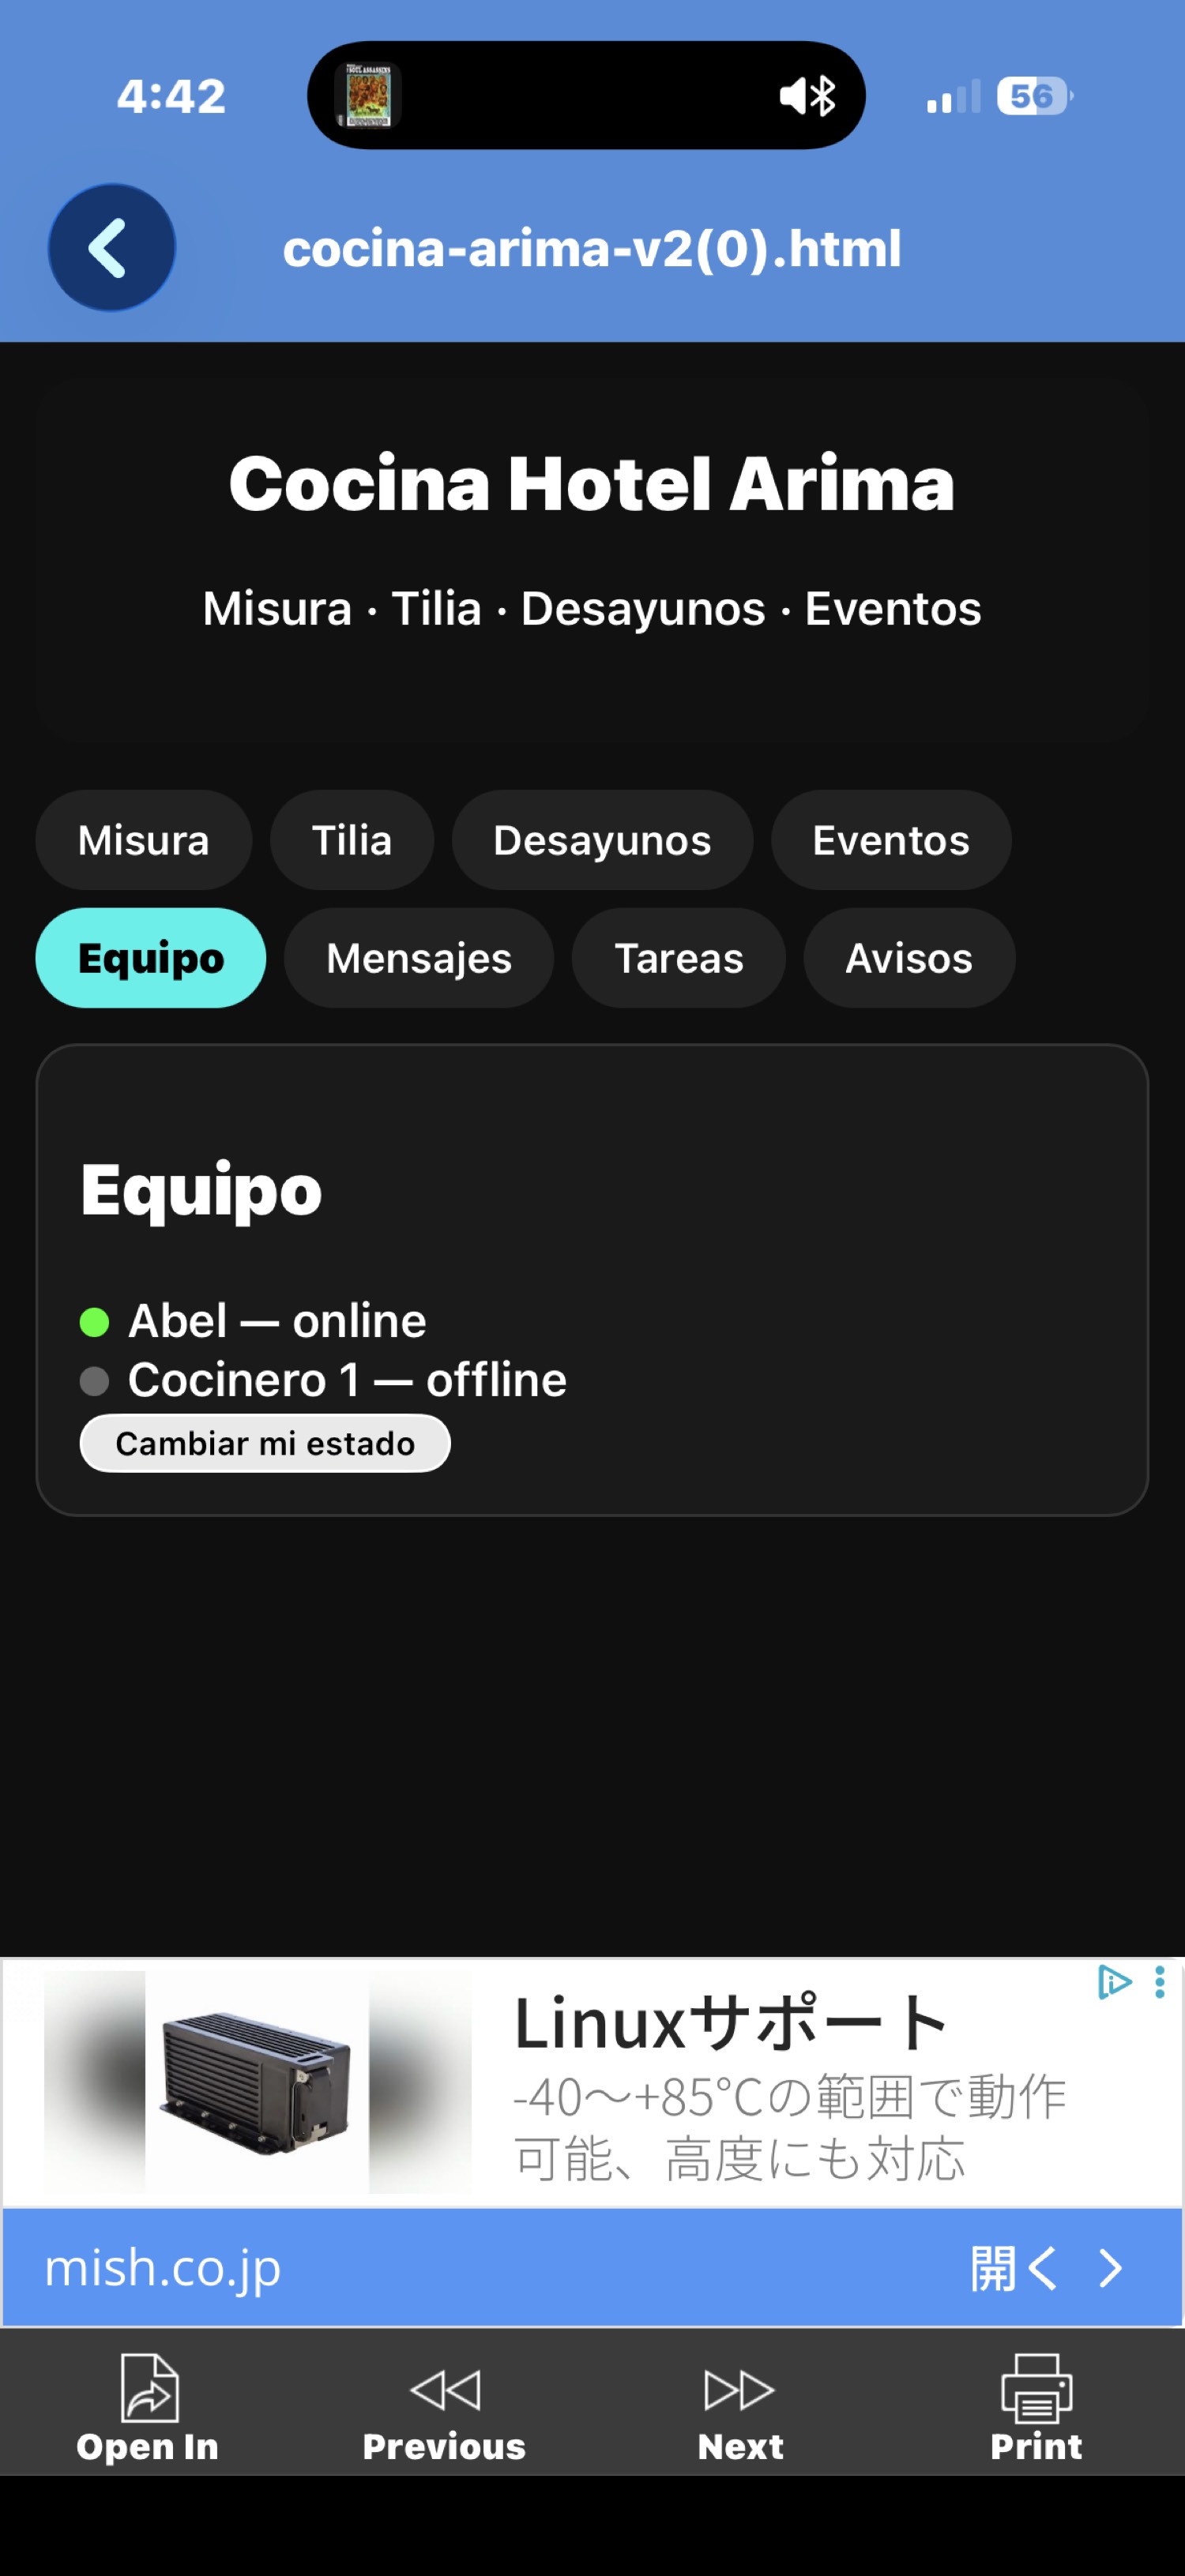 4:42
56
cocina-arima-v2(0).html
Cocina Hotel Arima
Misura · Tilia · Desayunos · Eventos
Misura Tilia Desayunos Eventos
Equipo Mensajes Tareas Avisos
Equipo
Abel — online
Cocinero 1 — offline
Cambiar mi estado
Linuxサポート
-40〜+85°Cの範囲で動作
可能、高度にも対応
mish.co.jp 開く
Open In Previous Next Print